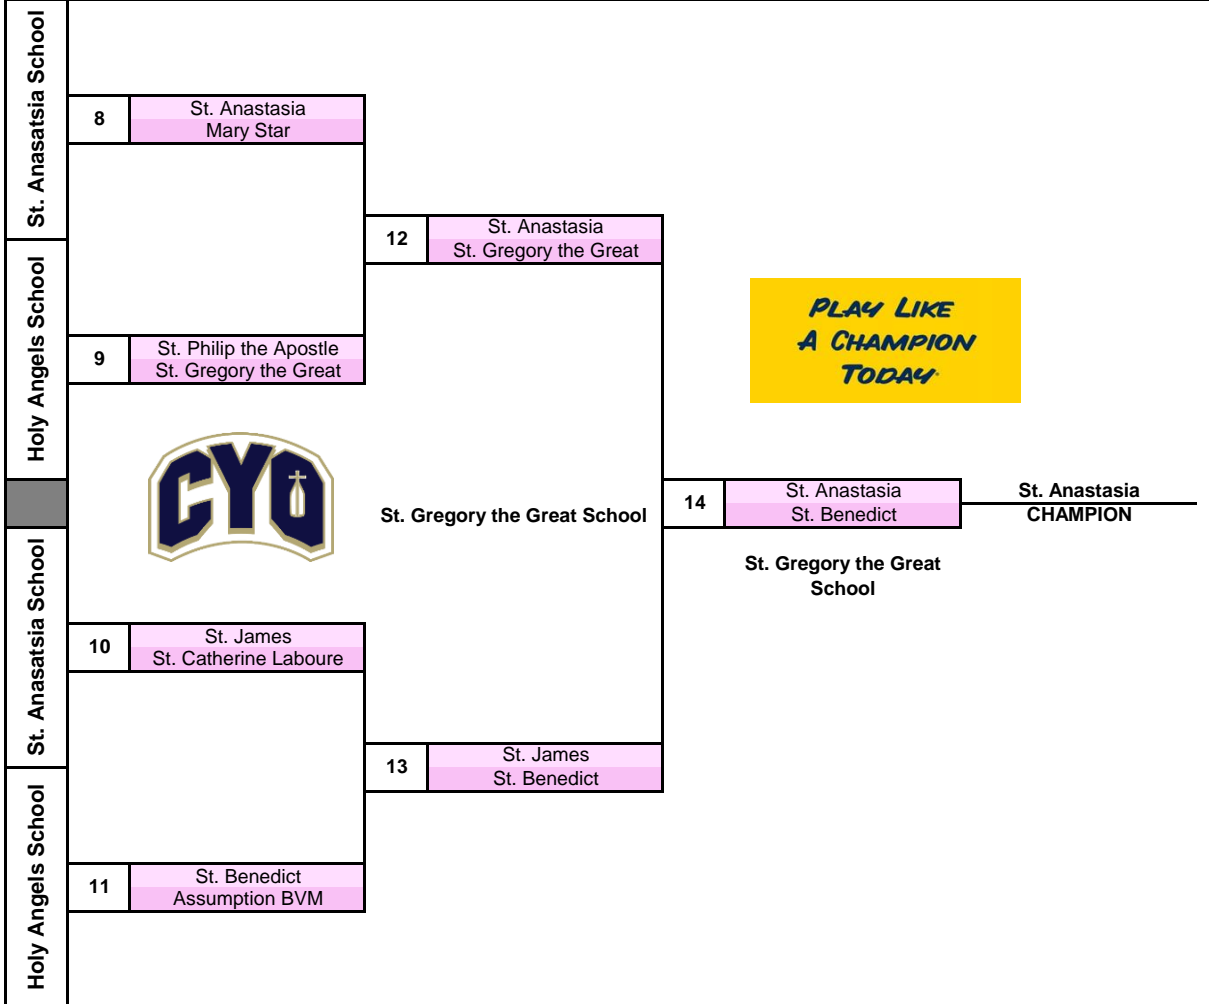 St. Anasatsia School
8
St. Anastasia
Mary Star
12
St. Anastasia
St. Gregory the Great
Holy Angels School
9
St. Philip the Apostle
St. Gregory the Great
PLAY LIKE
A CHAMPION
TODAY
CYO
St. Gregory the Great School
14
St. Anastasia
St. Benedict
St. Anastasia
CHAMPION
St. Gregory the Great
School
St. Anasatsia School
10
St. James
St. Catherine Laboure
13
St. James
St. Benedict
Holy Angels School
11
St. Benedict
Assumption BVM